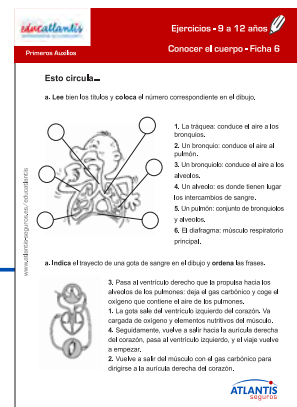 educatlantis
Ejercicios - 9 a 12 años
Primeros Auxilios
Conocer el cuerpo - Ficha 6
Esto circula...
a. Lee bien los títulos y coloca el número correspondiente en el dibujo.
1. La tráquea: conduce el aire a los
bronquios.
2. Un bronquio: conduce el aire al
pulmón.
3. Un bronquiolo: conduce el aire a los
alveolos.
4. Un alveolo: es donde tienen lugar
los intercambios de sangre.
5. Un pulmón: conjunto de bronquiolos
y alveolos.
6. El diafragma: músculo respiratorio
principal.
www.atlantis-seguros.es/educatlantis
a. Indica el trayecto de una gota de sangre en el dibujo y ordena las frases.
3. Pasa al ventrículo derecho que la propulsa hacia los
alveolos de los pulmones: deja el gas carbónico y coge el
oxígeno que contiene el aire de los pulmones.
1. La gota sale del ventrículo izquierdo del corazón. Va
cargada de oxígeno y elementos nutritivos del músculo.
4. Seguidamente, vuelve a salir hacia la aurícula derecha
del corazón, pasa al ventrículo izquierdo, y el viaje vuelve
a empezar.
2. Vuelve a salir del músculo con el gas carbónico para
dirigirse a la aurícula derecha del corazón.
ATLANTIS
seguros